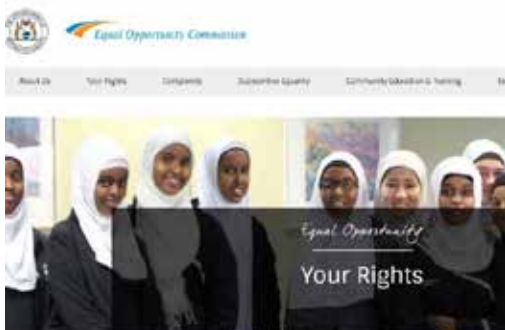 Equal Opportunity Commission
About Us Your Rights Complaints Substantive Equality Community Education & Training
Equal Opportunity
Your Rights